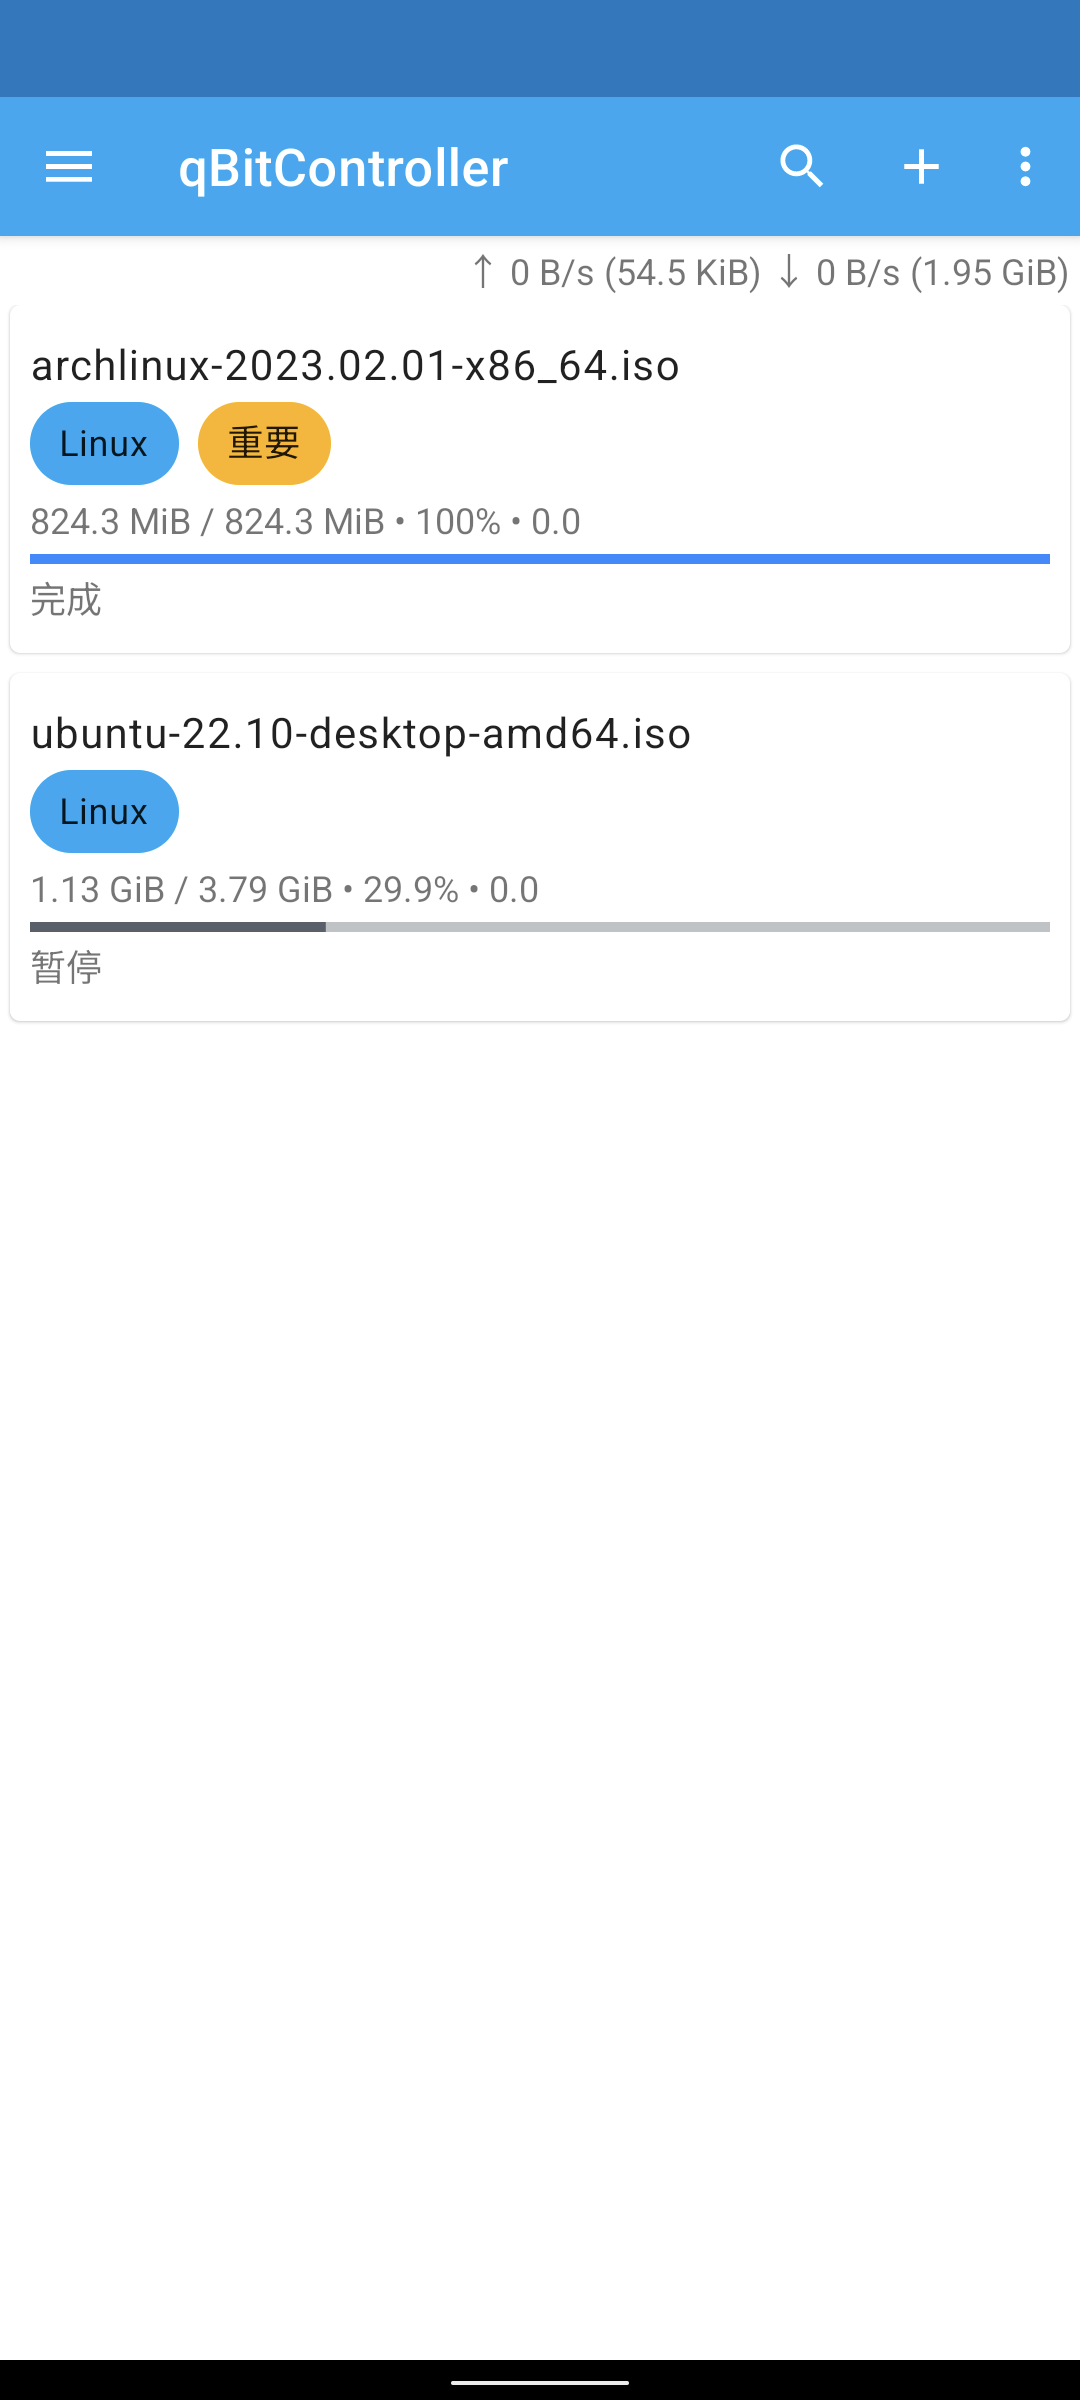 qBitController
↑ 0 B/s (54.5 KiB) ↓ 0 B/s (1.95 GiB)
archlinux-2023.02.01-x86_64.iso
Linux 重要
824.3 MiB / 824.3 MiB • 100% • 0.0
完成
ubuntu-22.10-desktop-amd64.iso
Linux
1.13 GiB / 3.79 GiB • 29.9% • 0.0
暂停